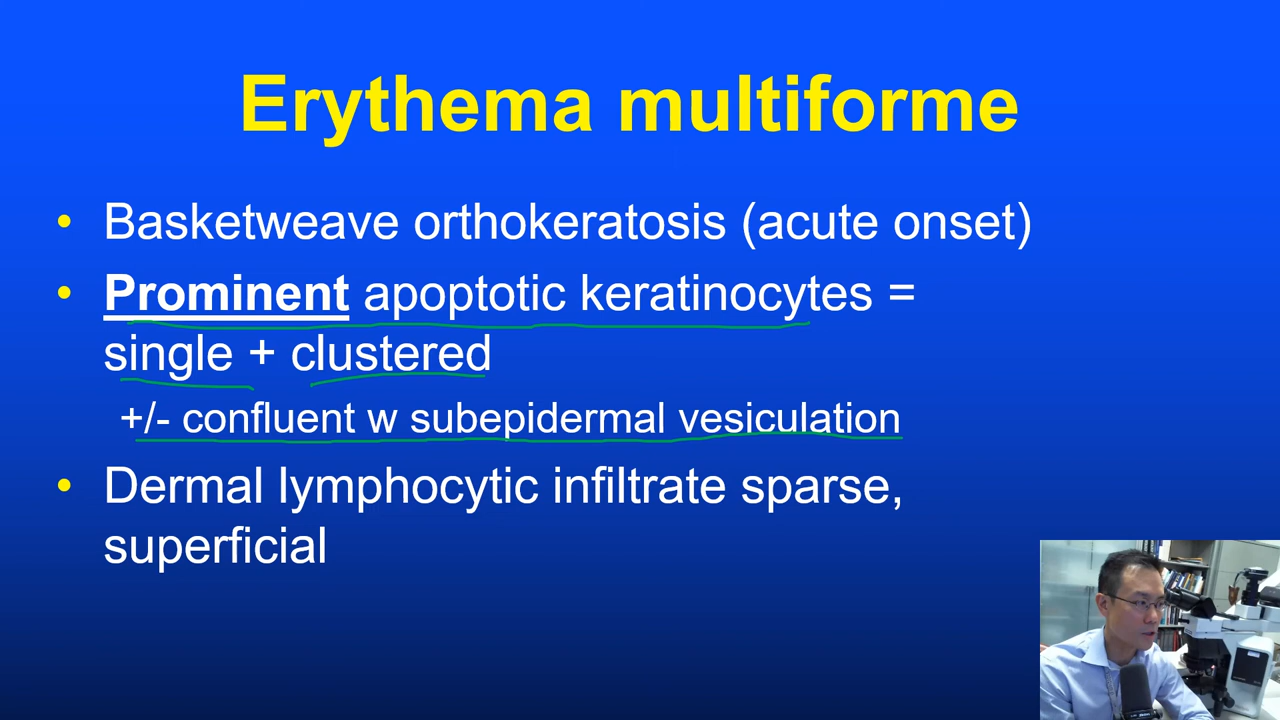 Erythema multiforme
• Basketweave orthokeratosis (acute onset)
• Prominent apoptotic keratinocytes =
single + clustered
+/- confluent w subepidermal vesiculation
• Dermal lymphocytic infiltrate sparse,
superficial